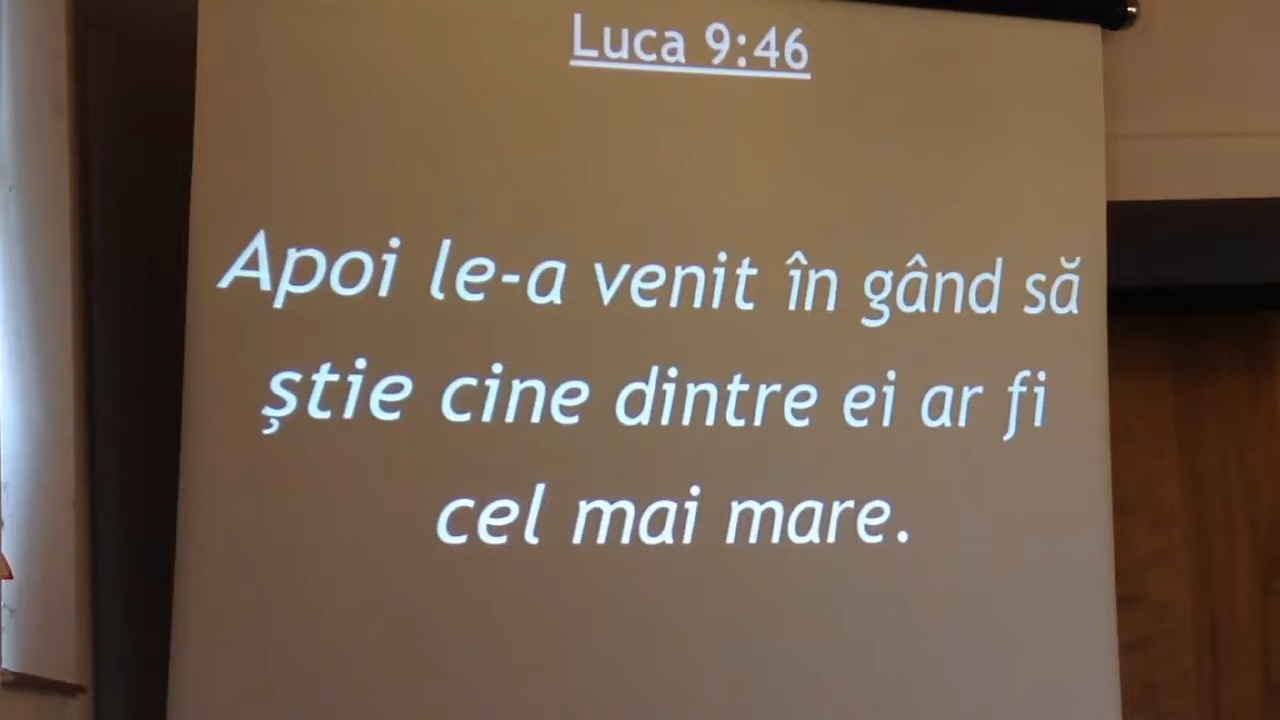 Luca 9:46
Apoi le-a venit în gând să
știe cine dintre ei ar fi
cel mai mare.